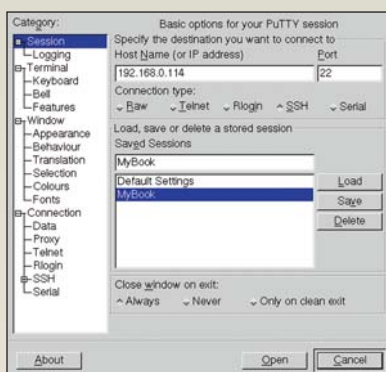 Category:
Session
Logging
Terminal
Keyboard
Bell
Features
Window
Appearance
Behaviour
Translation
Selection
Colours
Fonts
Connection
Data
Proxy
Telnet
Rlogin
SSH
Serial
Basic options for your PuTTY session
Specify the destination you want to connect to
Host Name (or IP address) Port
192.168.0.114 22
Connection type:
Raw Telnet Rlogin SSH Serial
Load, save or delete a stored session
Saved Sessions
MyBook
Default Settings Load
MyBook Save
Delete
Close window on exit:
Always Never Only on clean exit
About Open Cancel